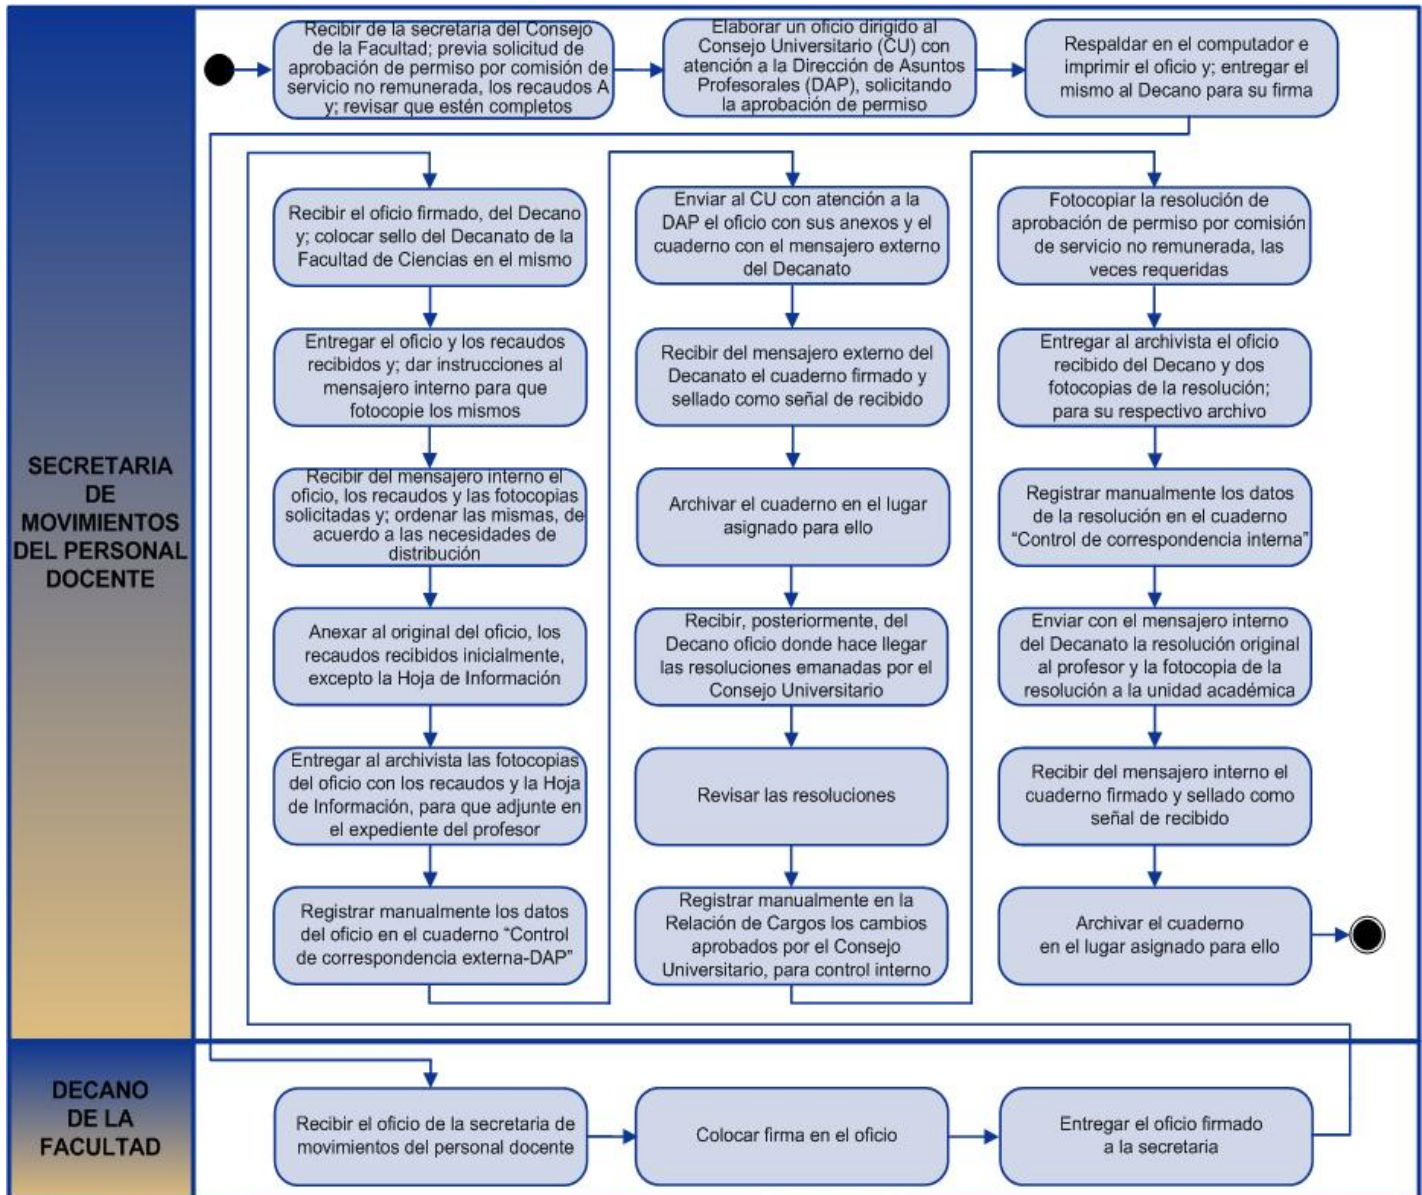 Recibir de la secretaria del Consejo
de la Facultad; previa solicitud de
aprobación de permiso por comisión de
servicio no remunerada, los recaudos A
y; revisar que estén completos
Elaborar un oficio dirigido al
Consejo Universitario (CU) con
atención a la Dirección de Asuntos
Profesorales (DAP), solicitando
la aprobación de permiso
Respaldar en el computador e
imprimir el oficio y; entregar el
mismo al Decano para su firma
SECRETARIA
DE
MOVIMIENTOS
DEL PERSONAL
DOCENTE
Recibir el oficio firmado, del Decano
y; colocar sello del Decanato de la
Facultad de Ciencias en el mismo
Entregar el oficio y los recaudos
recibidos y; dar instrucciones al
mensajero interno para que
fotocopie los mismos
Recibir del mensajero interno el
oficio, los recaudos y las fotocopias
solicitadas y; ordenar las mismas, de
acuerdo a las necesidades de
distribución
Anexar al original del oficio, los
recaudos recibidos inicialmente,
excepto la Hoja de Información
Entregar al archivista las fotocopias
del oficio con los recaudos y la Hoja
de Información, para que adjunte en
el expediente del profesor
Registrar manualmente los datos
del oficio en el cuaderno “Control
de correspondencia externa-DAP”
Enviar al CU con atención a la
DAP el oficio con sus anexos y el
cuaderno con el mensajero externo
del Decanato
Recibir del mensajero externo del
Decanato el cuaderno firmado y
sellado como señal de recibido
Archivar el cuaderno en el lugar
asignado para ello
Recibir, posteriormente, del
Decano oficio donde hace llegar
las resoluciones emanadas por el
Consejo Universitario
Revisar las resoluciones
Registrar manualmente en la
Relación de Cargos los cambios
aprobados por el Consejo
Universitario, para control interno
Fotocopiar la resolución de
aprobación de permiso por comisión
de servicio no remunerada, las
veces requeridas
Entregar al archivista el oficio
recibido del Decano y dos
fotocopias de la resolución;
para su respectivo archivo
Registrar manualmente los datos
de la resolución en el cuaderno
“Control de correspondencia interna”
Enviar con el mensajero interno
del Decanato la resolución original
al profesor y la fotocopia de la
resolución a la unidad académica
Recibir del mensajero interno el
cuaderno firmado y sellado como
señal de recibido
Archivar el cuaderno
en el lugar asignado para ello
DECANO
DE LA
FACULTAD
Recibir el oficio de la secretaria de
movimientos del personal docente
Colocar firma en el oficio
Entregar el oficio firmado
a la secretaria